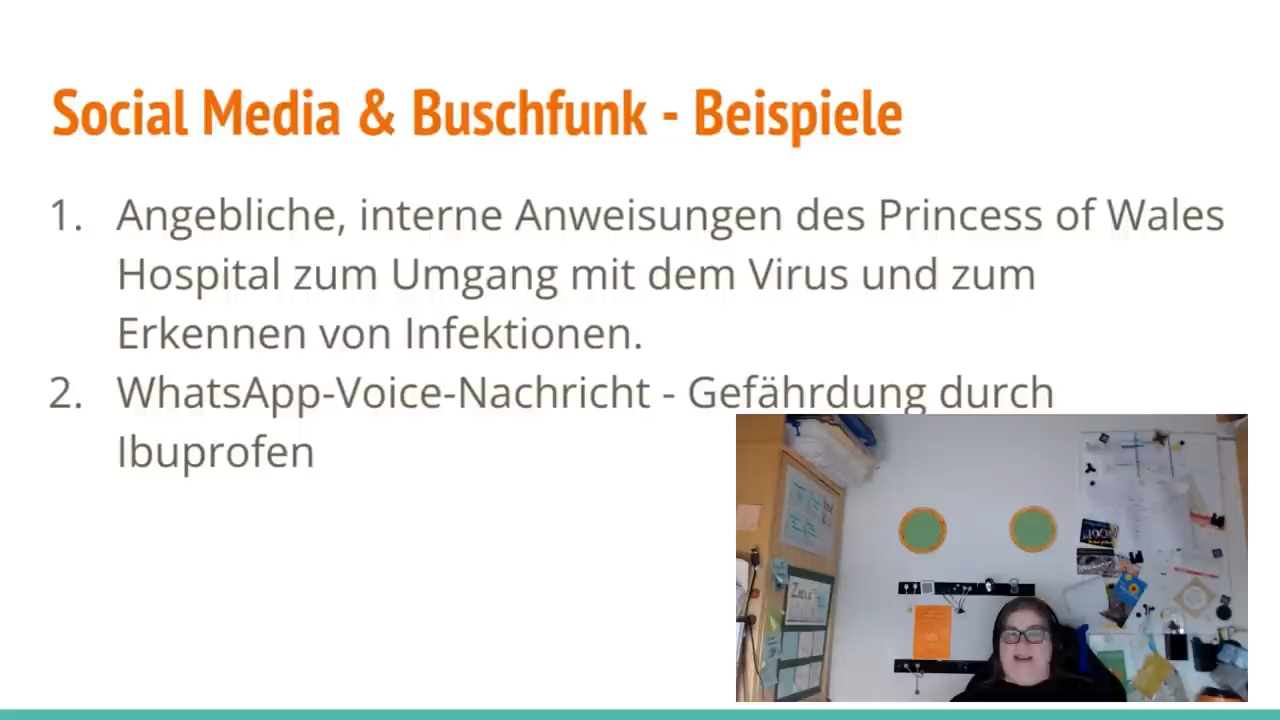 Social Media & Buschfunk - Beispiele
1. Angebliche, interne Anweisungen des Princess of Wales
Hospital zum Umgang mit dem Virus und zum
Erkennen von Infektionen.
2. WhatsApp-Voice-Nachricht - Gefährdung durch
Ibuprofen